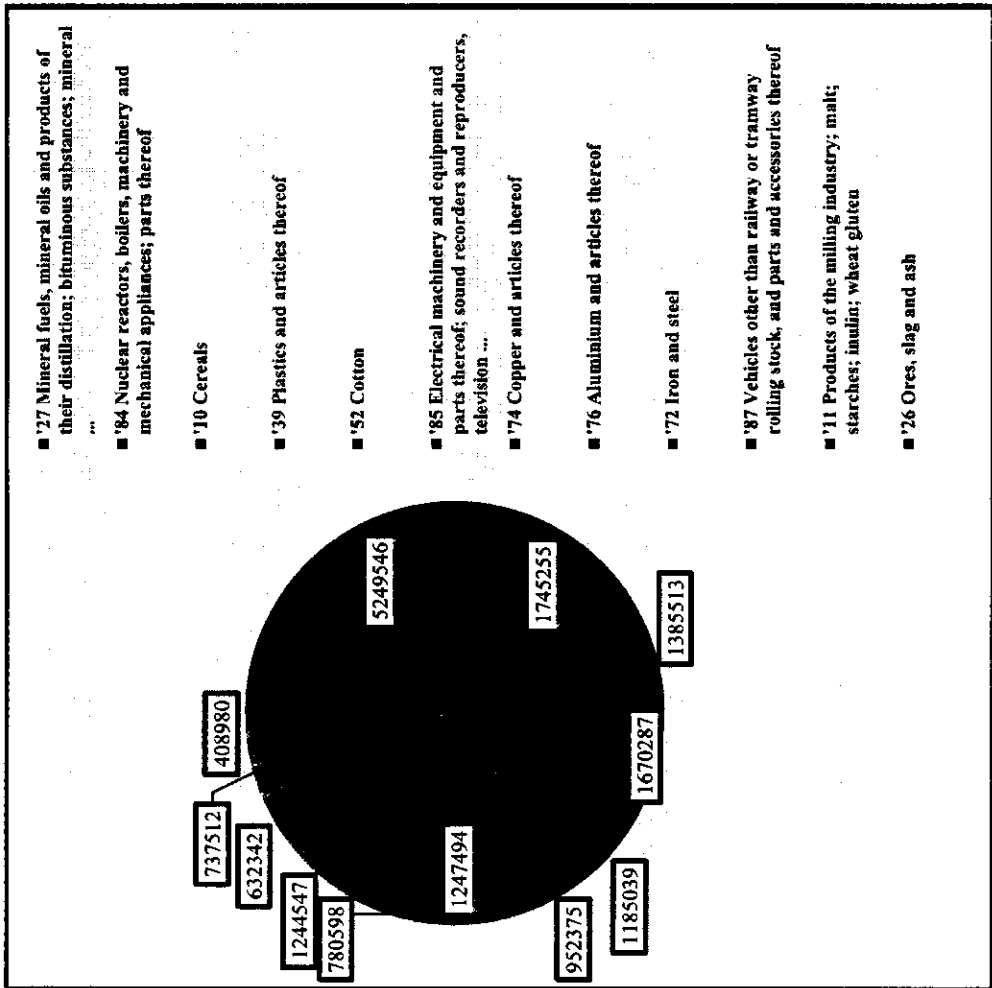 408980
737512
632342
1244547
780598
1247494
952375
1185039
1670287
1385513
1745255
5249546
■ '27 Mineral fuels, mineral oils and products of
their distillation; bituminous substances; mineral
...
■ '84 Nuclear reactors, boilers, machinery and
mechanical appliances; parts thereof
■ '10 Cereals
■ '39 Plastics and articles thereof
■ '52 Cotton
■ '85 Electrical machinery and equipment and
parts thereof; sound recorders and reproducers,
television ...
■ '74 Copper and articles thereof
■ '76 Aluminium and articles thereof
■ '72 Iron and steel
■ '87 Vehicles other than railway or tramway
rolling stock, and parts and accessories thereof
■ '11 Products of the milling industry; malt;
starches; inulin; wheat gluten
■ '26 Ores, slag and ash